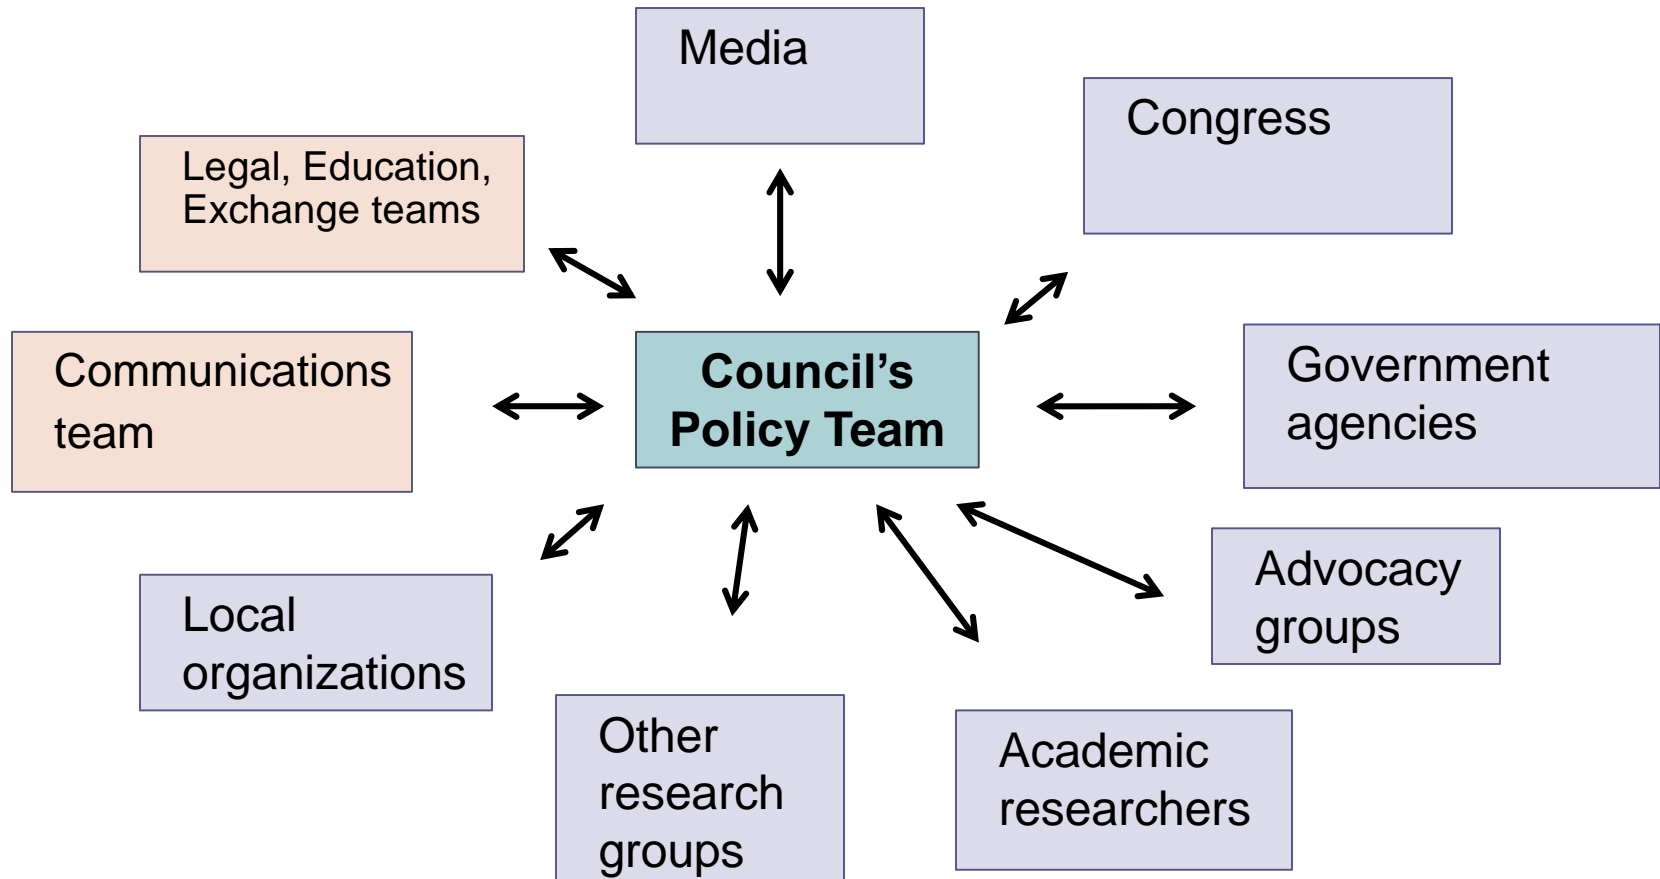 Media
Congress
Legal, Education,
Exchange teams
Communications
team
Council’s
Policy Team
Government
agencies
Advocacy
groups
Local
organizations
Other
research
groups
Academic
researchers